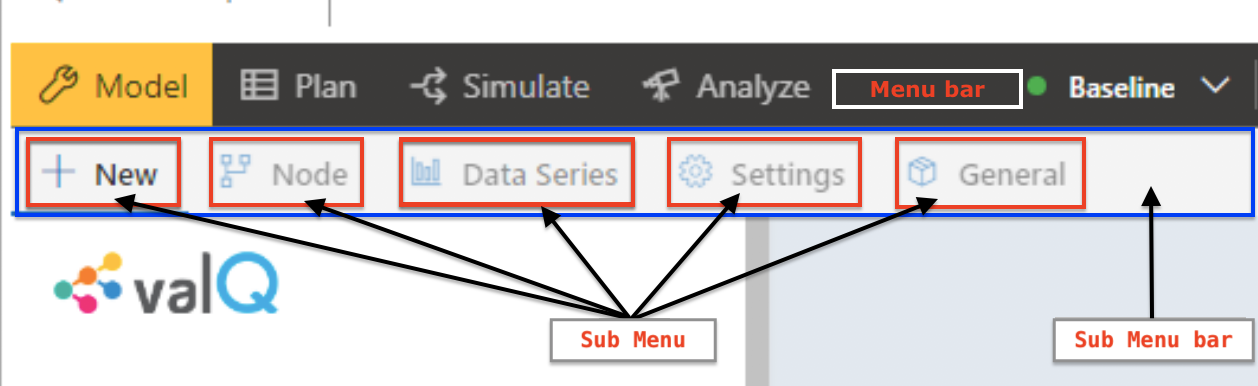 Model Plan Simulate Analyze Menu bar Baseline
New Node Data Series Settings General
valQ
Sub Menu Sub Menu bar